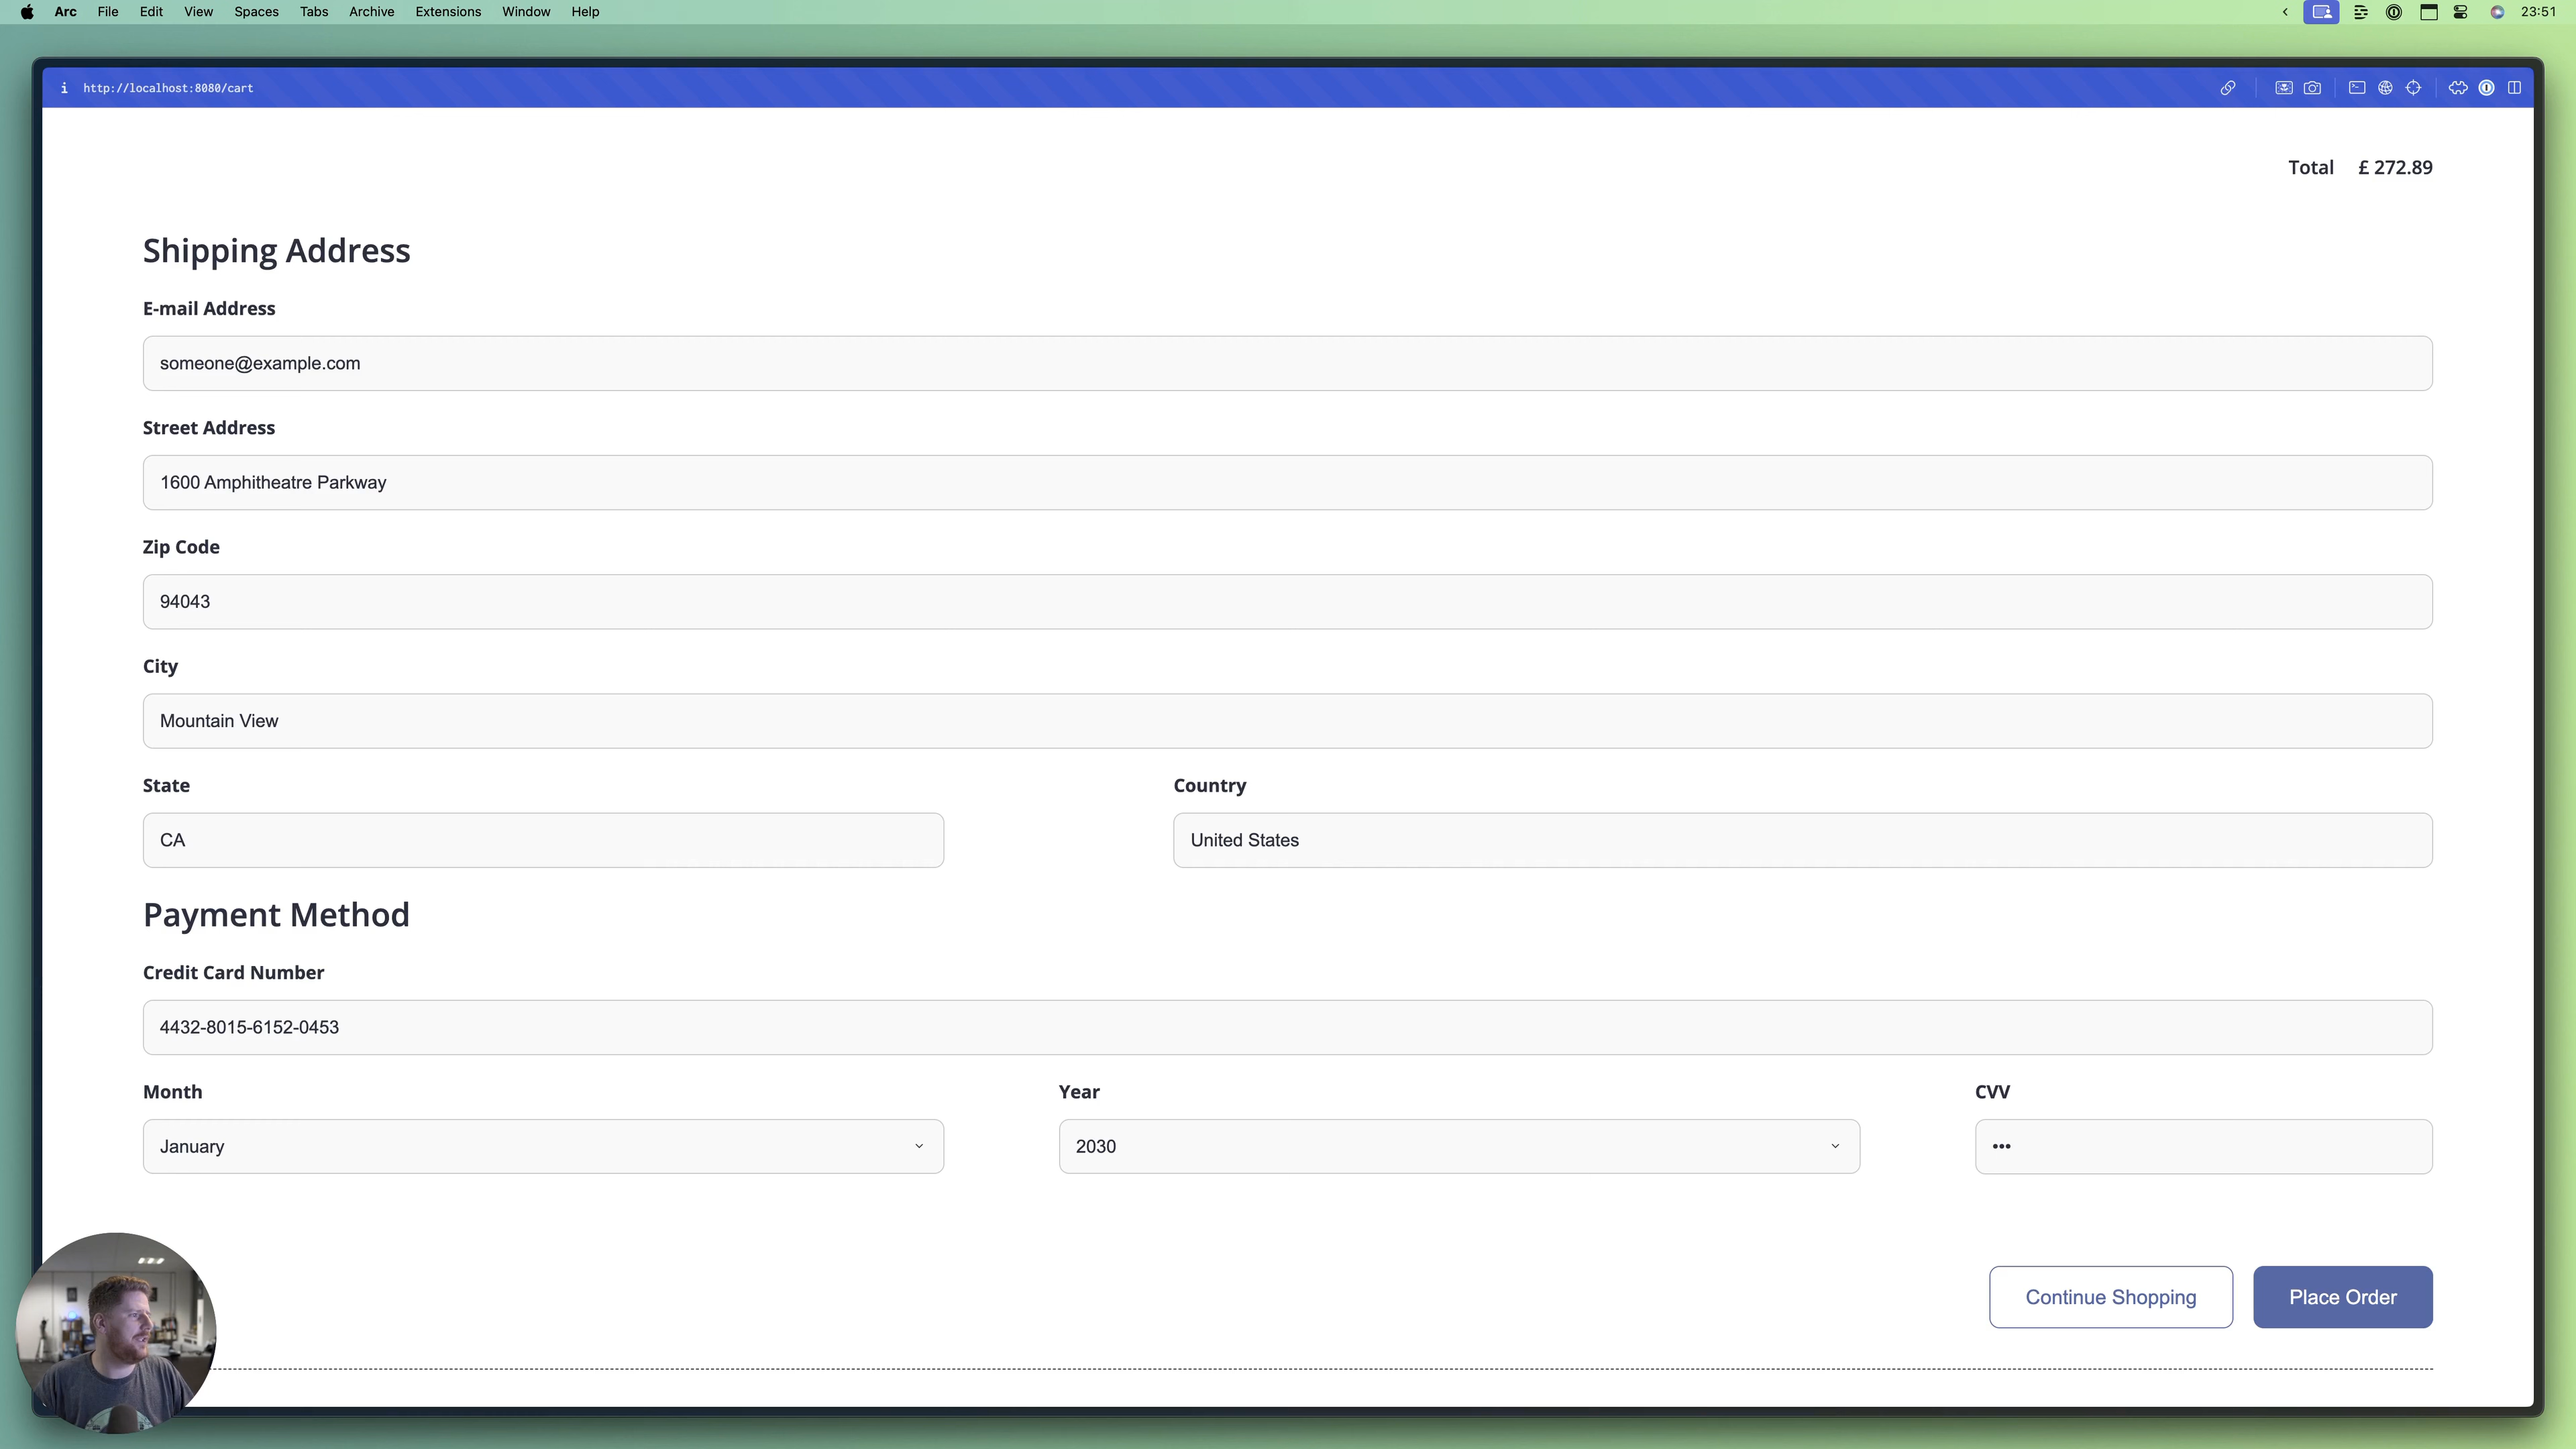 Arc File Edit View Spaces Tabs Archive Extensions Window Help 23:51
http://localhost:8080/cart
Total £ 272.89
Shipping Address
E-mail Address
someone@example.com
Street Address
1600 Amphitheatre Parkway
Zip Code
94043
City
Mountain View
State Country
CA United States
Payment Method
Credit Card Number
4432-8015-6152-0453
Month Year CVV
January 2030 •••
Continue Shopping Place Order